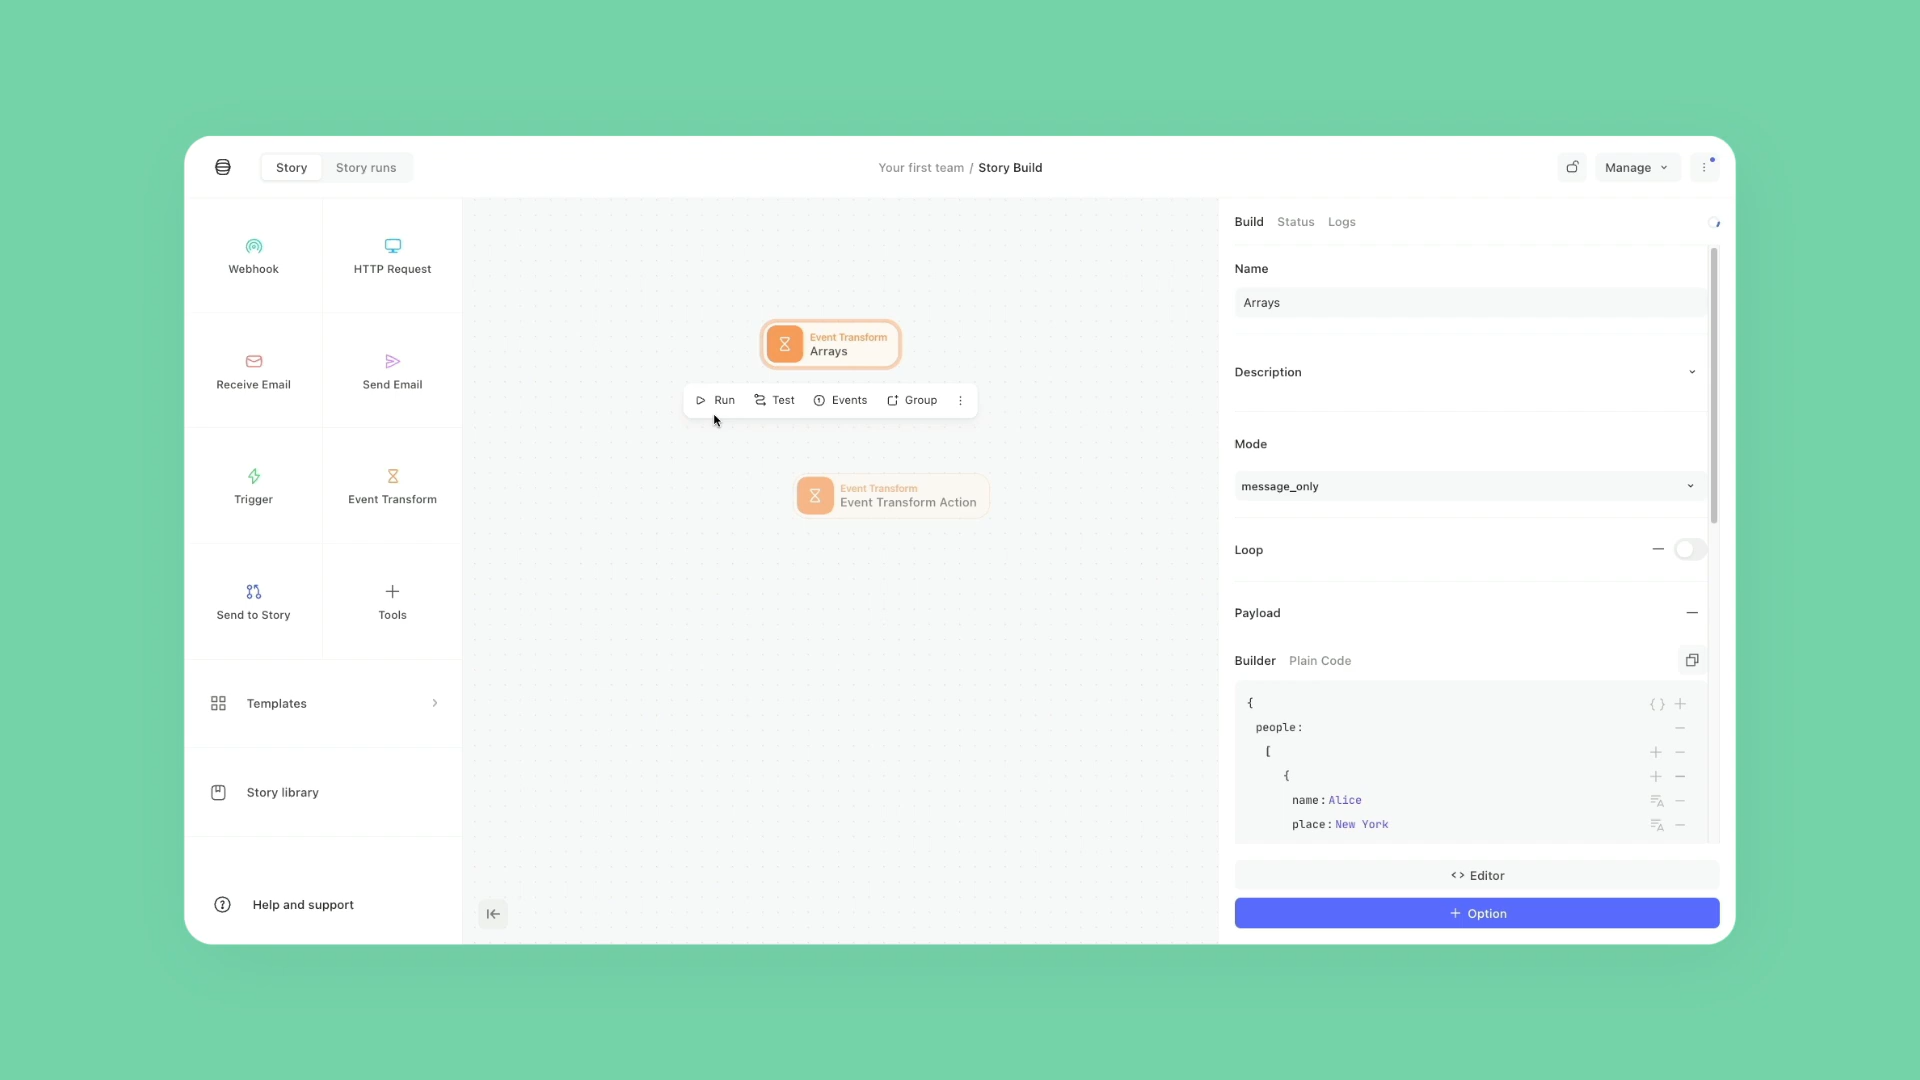 Story
Story runs
Your first team / Story Build
Manage
Webhook
HTTP Request
Receive Email
Send Email
Trigger
Event Transform
Send to Story
Tools
Templates
Story library
Help and support
Event Transform
Arrays
Run
Test
Events
Group
Event Transform
Event Transform Action
Build
Status
Logs
Name
Arrays
Description
Mode
message_only
Loop
Payload
Builder
Plain Code
{
people:
[
{
name: Alice
place: New York
<> Editor
+ Option